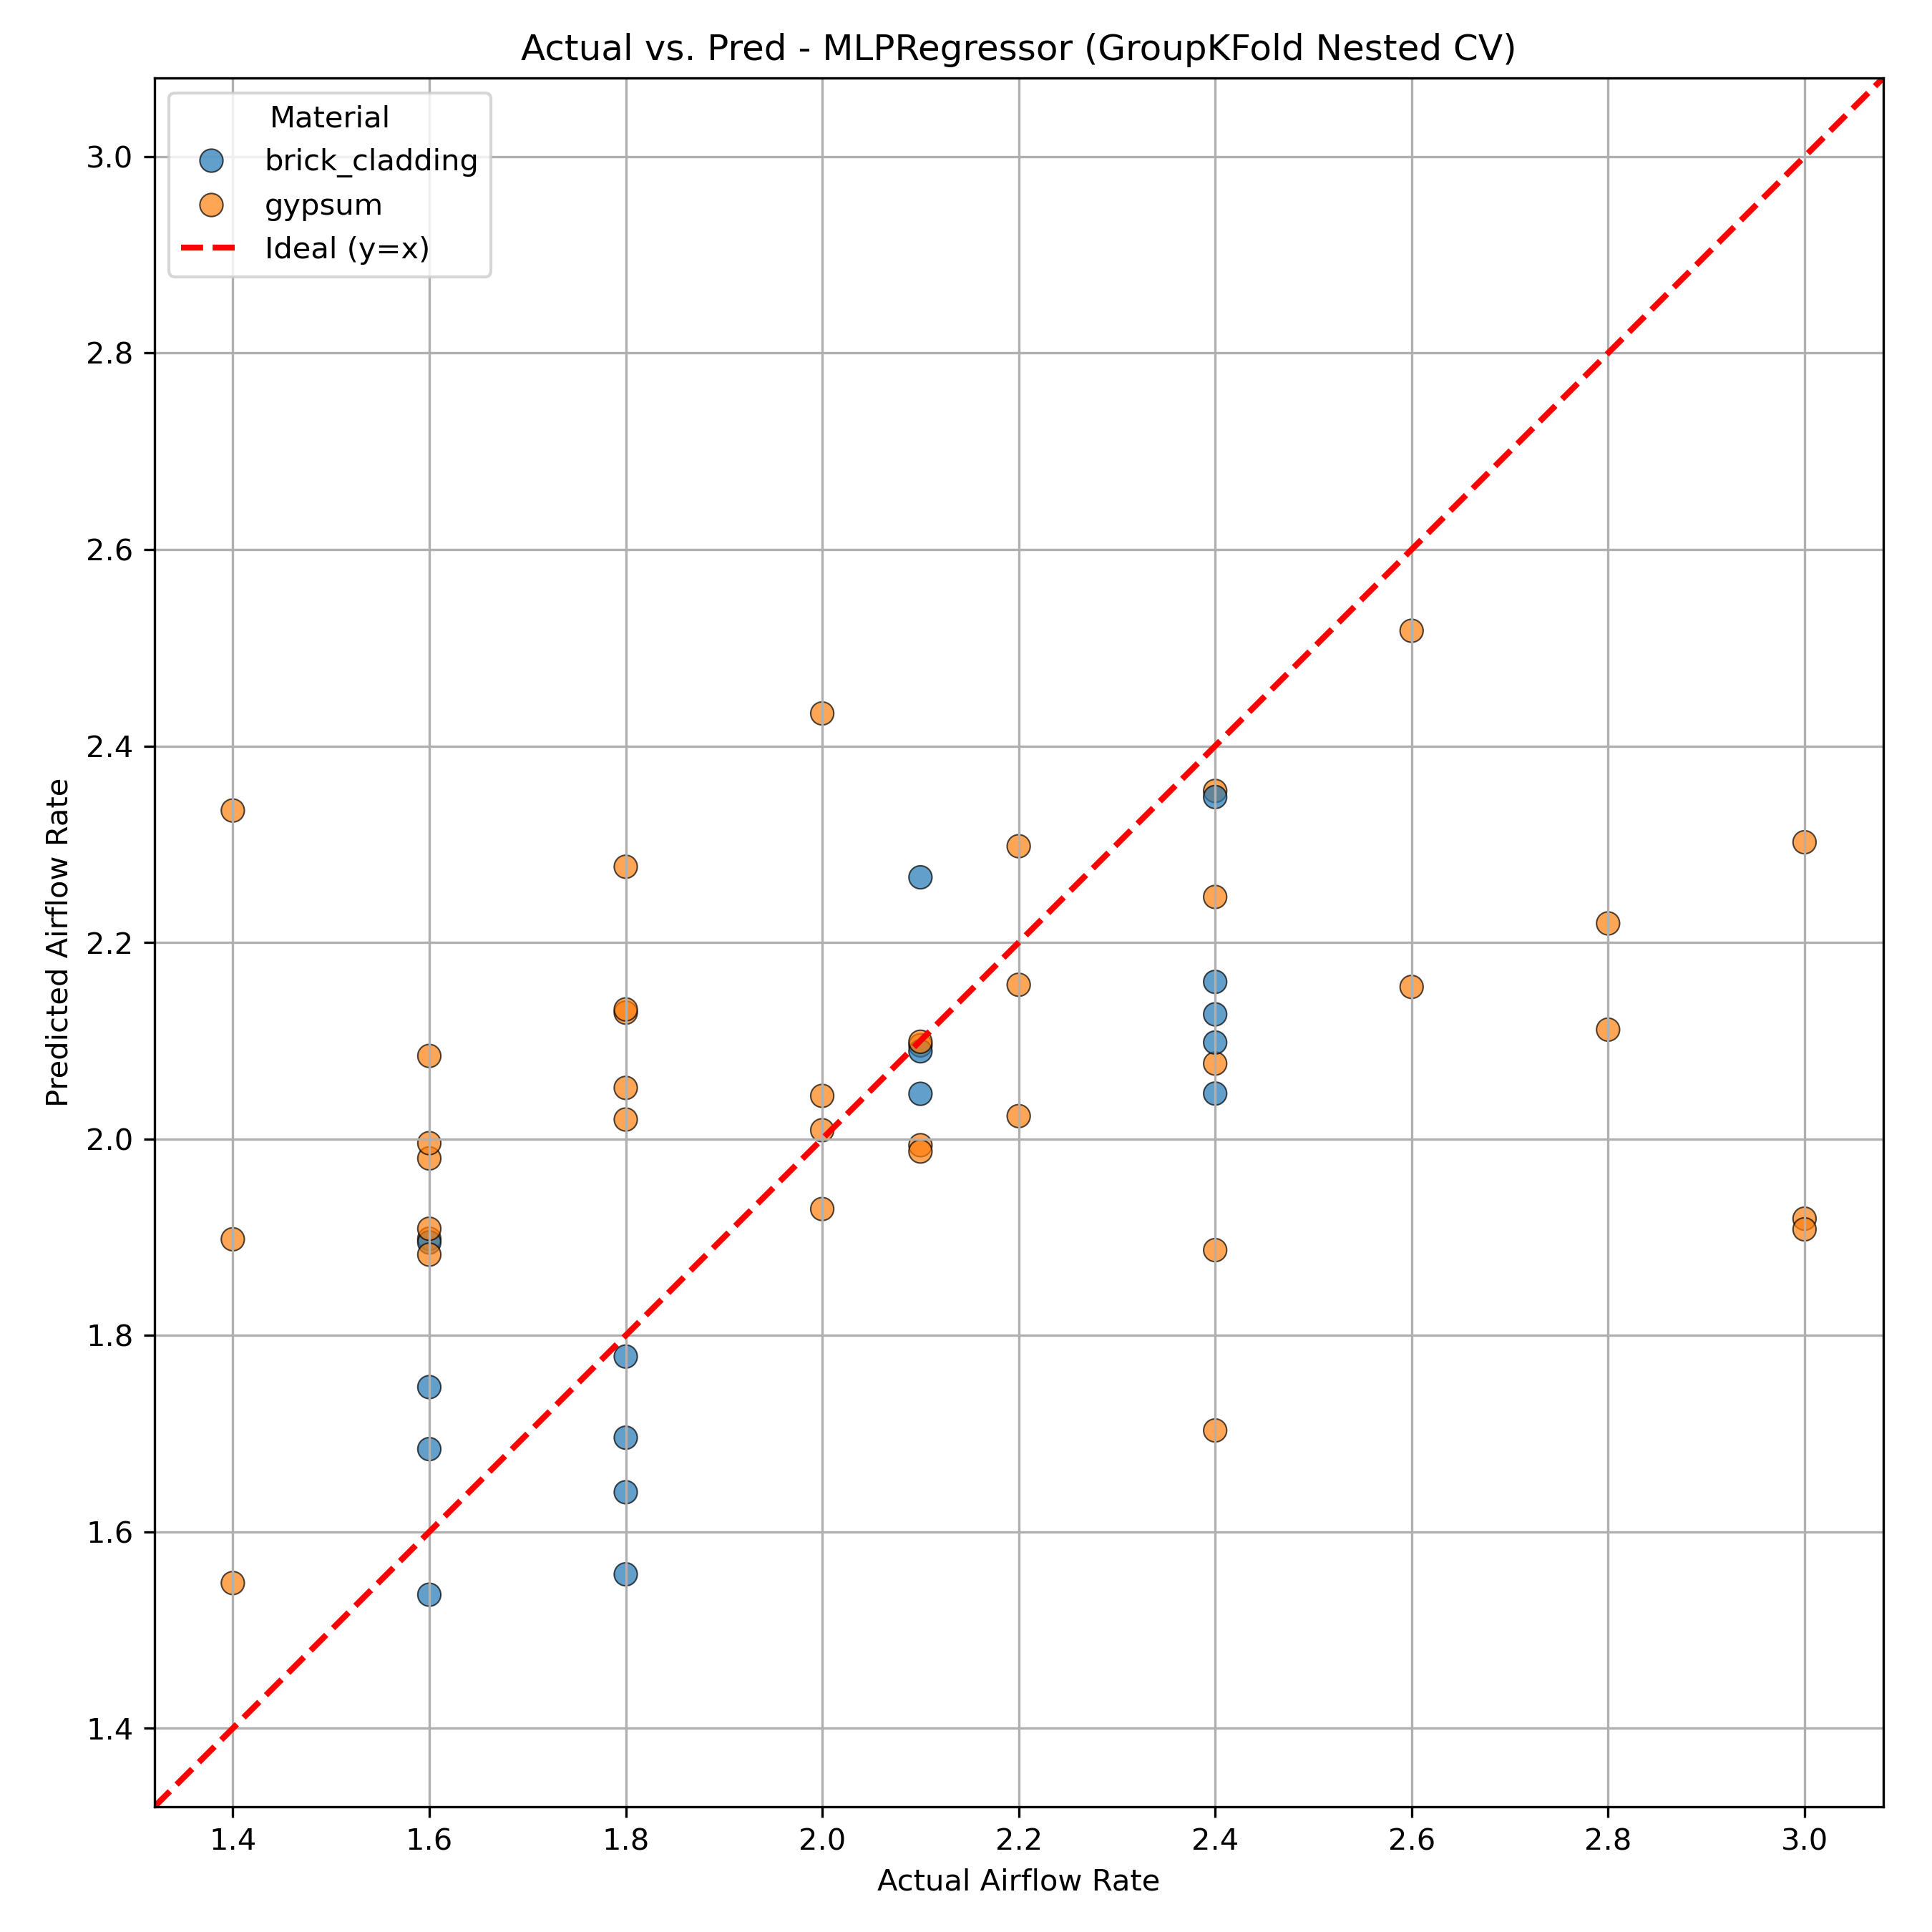 Actual vs. Pred - MLPRegressor (GroupKFold Nested CV)
Material
brick_cladding
gypsum
Ideal (y=x)
Predicted Airflow Rate
3.0
2.8
2.6
2.4
2.2
2.0
1.8
1.6
1.4
1.4 1.6 1.8 2.0 2.2 2.4 2.6 2.8 3.0
Actual Airflow Rate